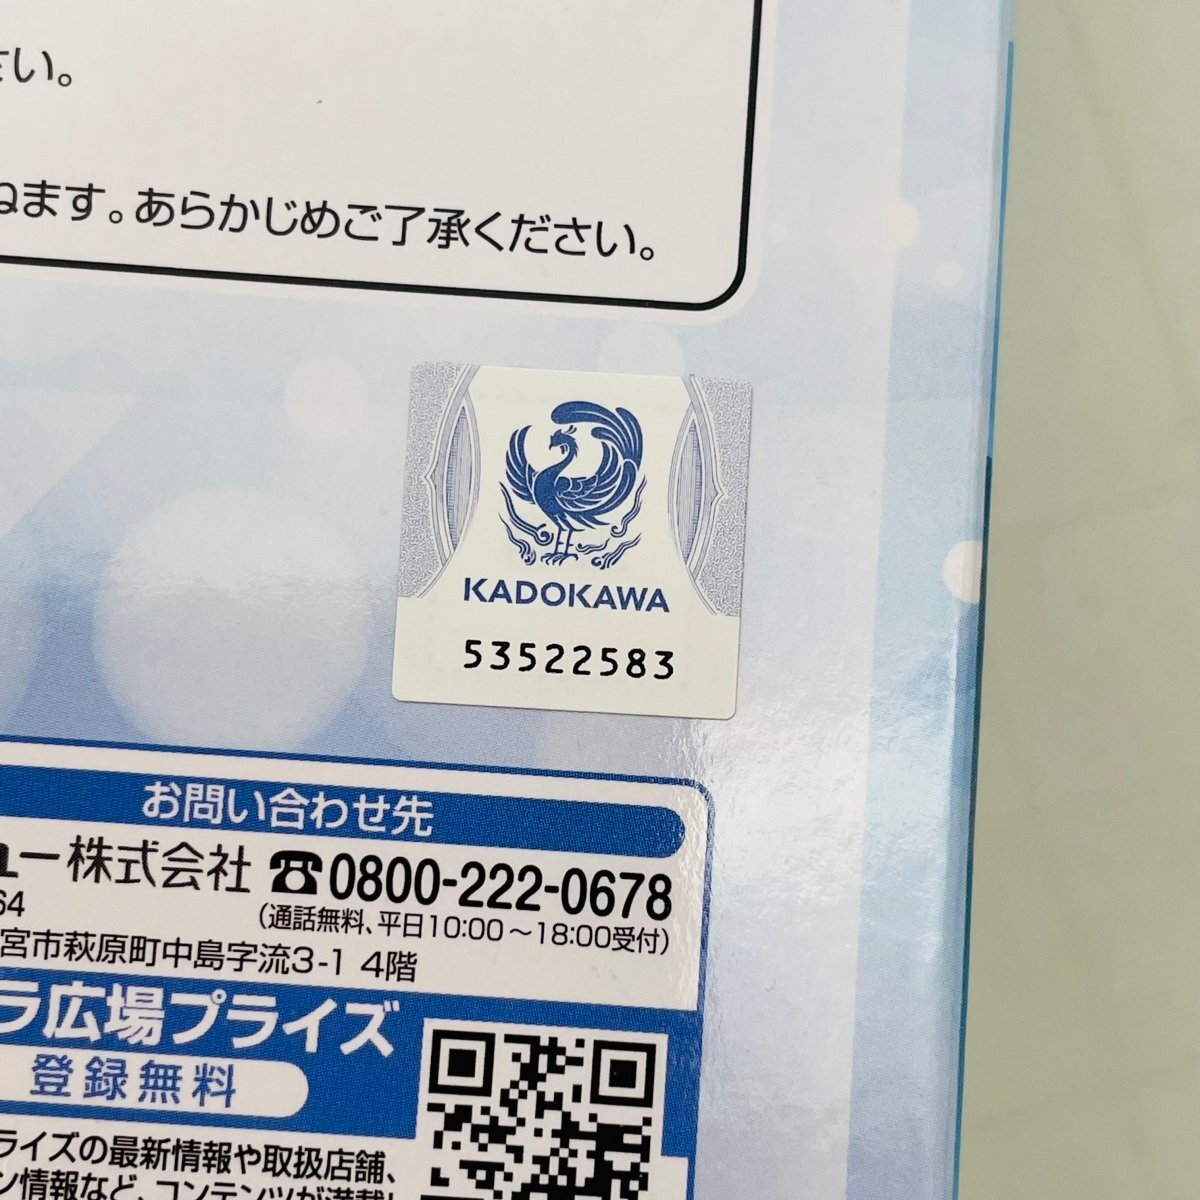 さい。
ねます。あらかじめご了承ください。
KADOKAWA
53522583
お問い合わせ先
ュー株式会社 ☎0800-222-0678
64 (通話無料、平日10:00～18:00受付)
宮市萩原町中島字流3-1 4階
ラ広場プライズ
登録無料
ライズの最新情報や取扱店舗、
ン情報など、コンテンツが満載！